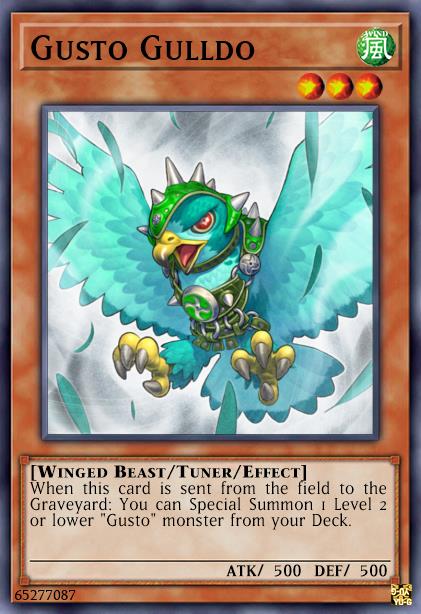 Gusto Gulldo
WIND
風
[Winged Beast/Tuner/Effect]
When this card is sent from the field to the
Graveyard: You can Special Summon 1 Level 2
or lower "Gusto" monster from your Deck.
ATK/ 500 DEF/ 500
65277087